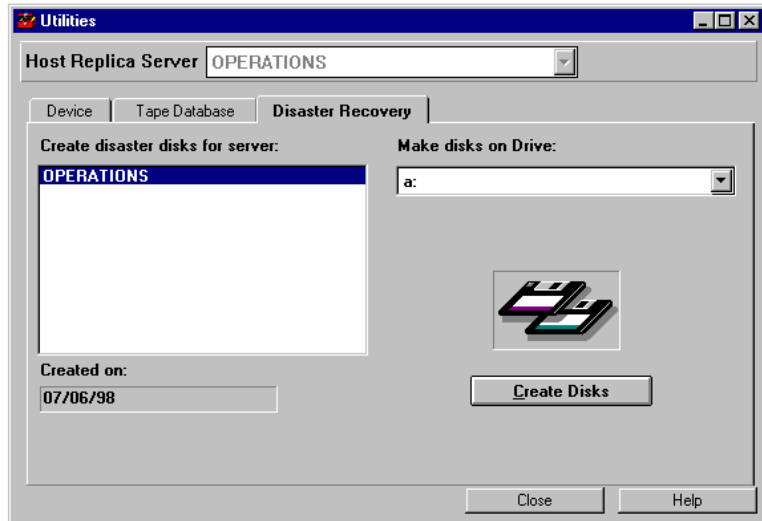 Utilities
Host Replica Server OPERATIONS
Device Tape Database Disaster Recovery
Create disaster disks for server: Make disks on Drive:
OPERATIONS
a:
Created on:
07/06/98
Create Disks
Close Help